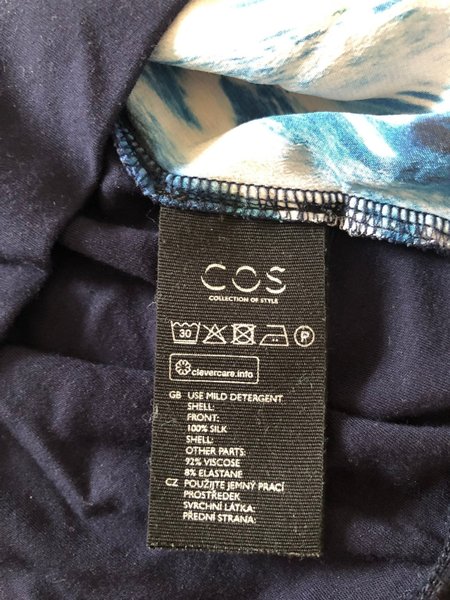 COS
COLLECTION OF STYLE
30 P
clevercare.info
GB USE MILD DETERGENT
SHELL:
FRONT:
100% SILK
SHELL:
OTHER PARTS:
92% VISCOSE
8% ELASTANE
CZ POUŽIJTE JEMNÝ PRACÍ
PROSTŘEDEK
SVRCHNÍ LÁTKA:
PŘEDNÍ STRANA: